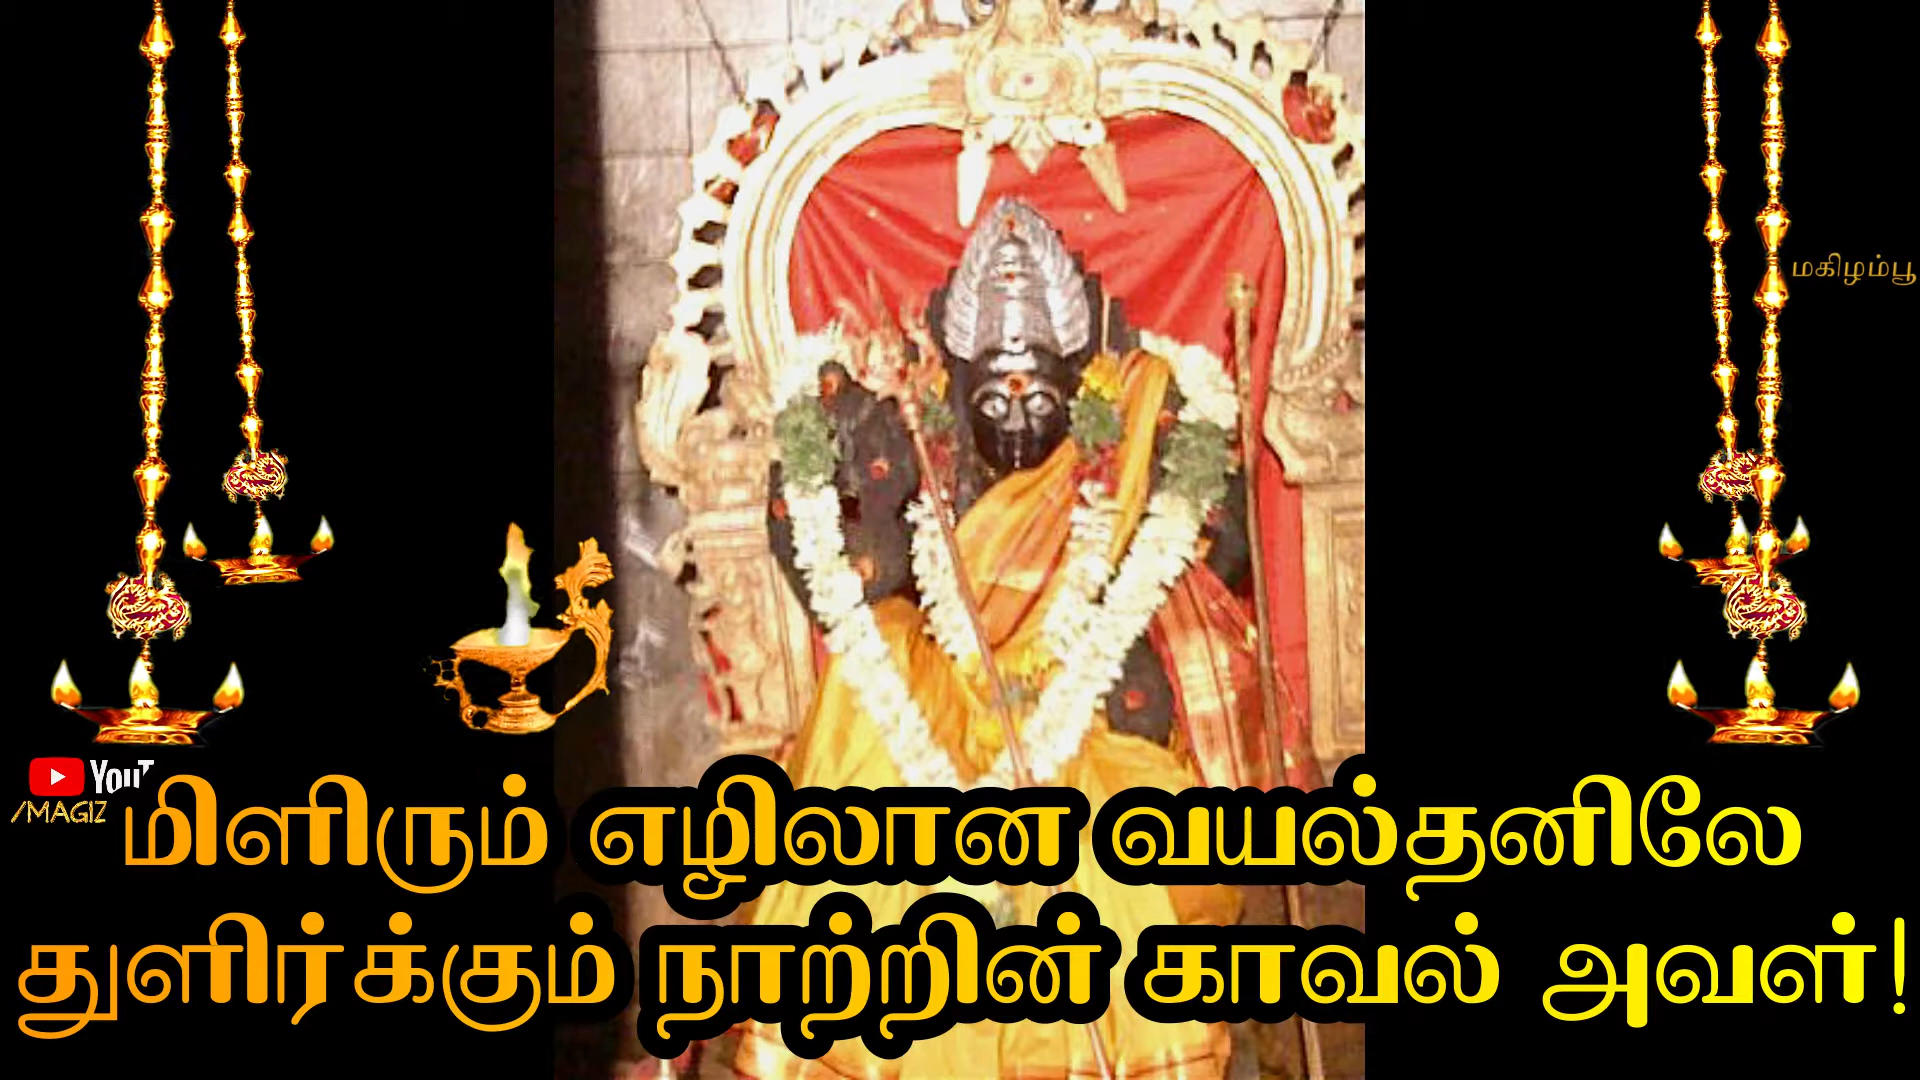 மகிழம்பூ
YouT
/MAGIZ
மிளிரும் எழிலான வயல்தனிலே
துளிர்க்கும் நாற்றின் காவல் அவள்!